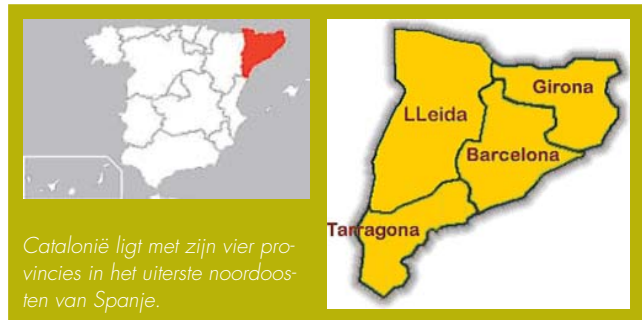 Girona
LLeida
Barcelona
Tarragona
Catalonië ligt met zijn vier pro-
vincies in het uiterste noordoos-
ten van Spanje.